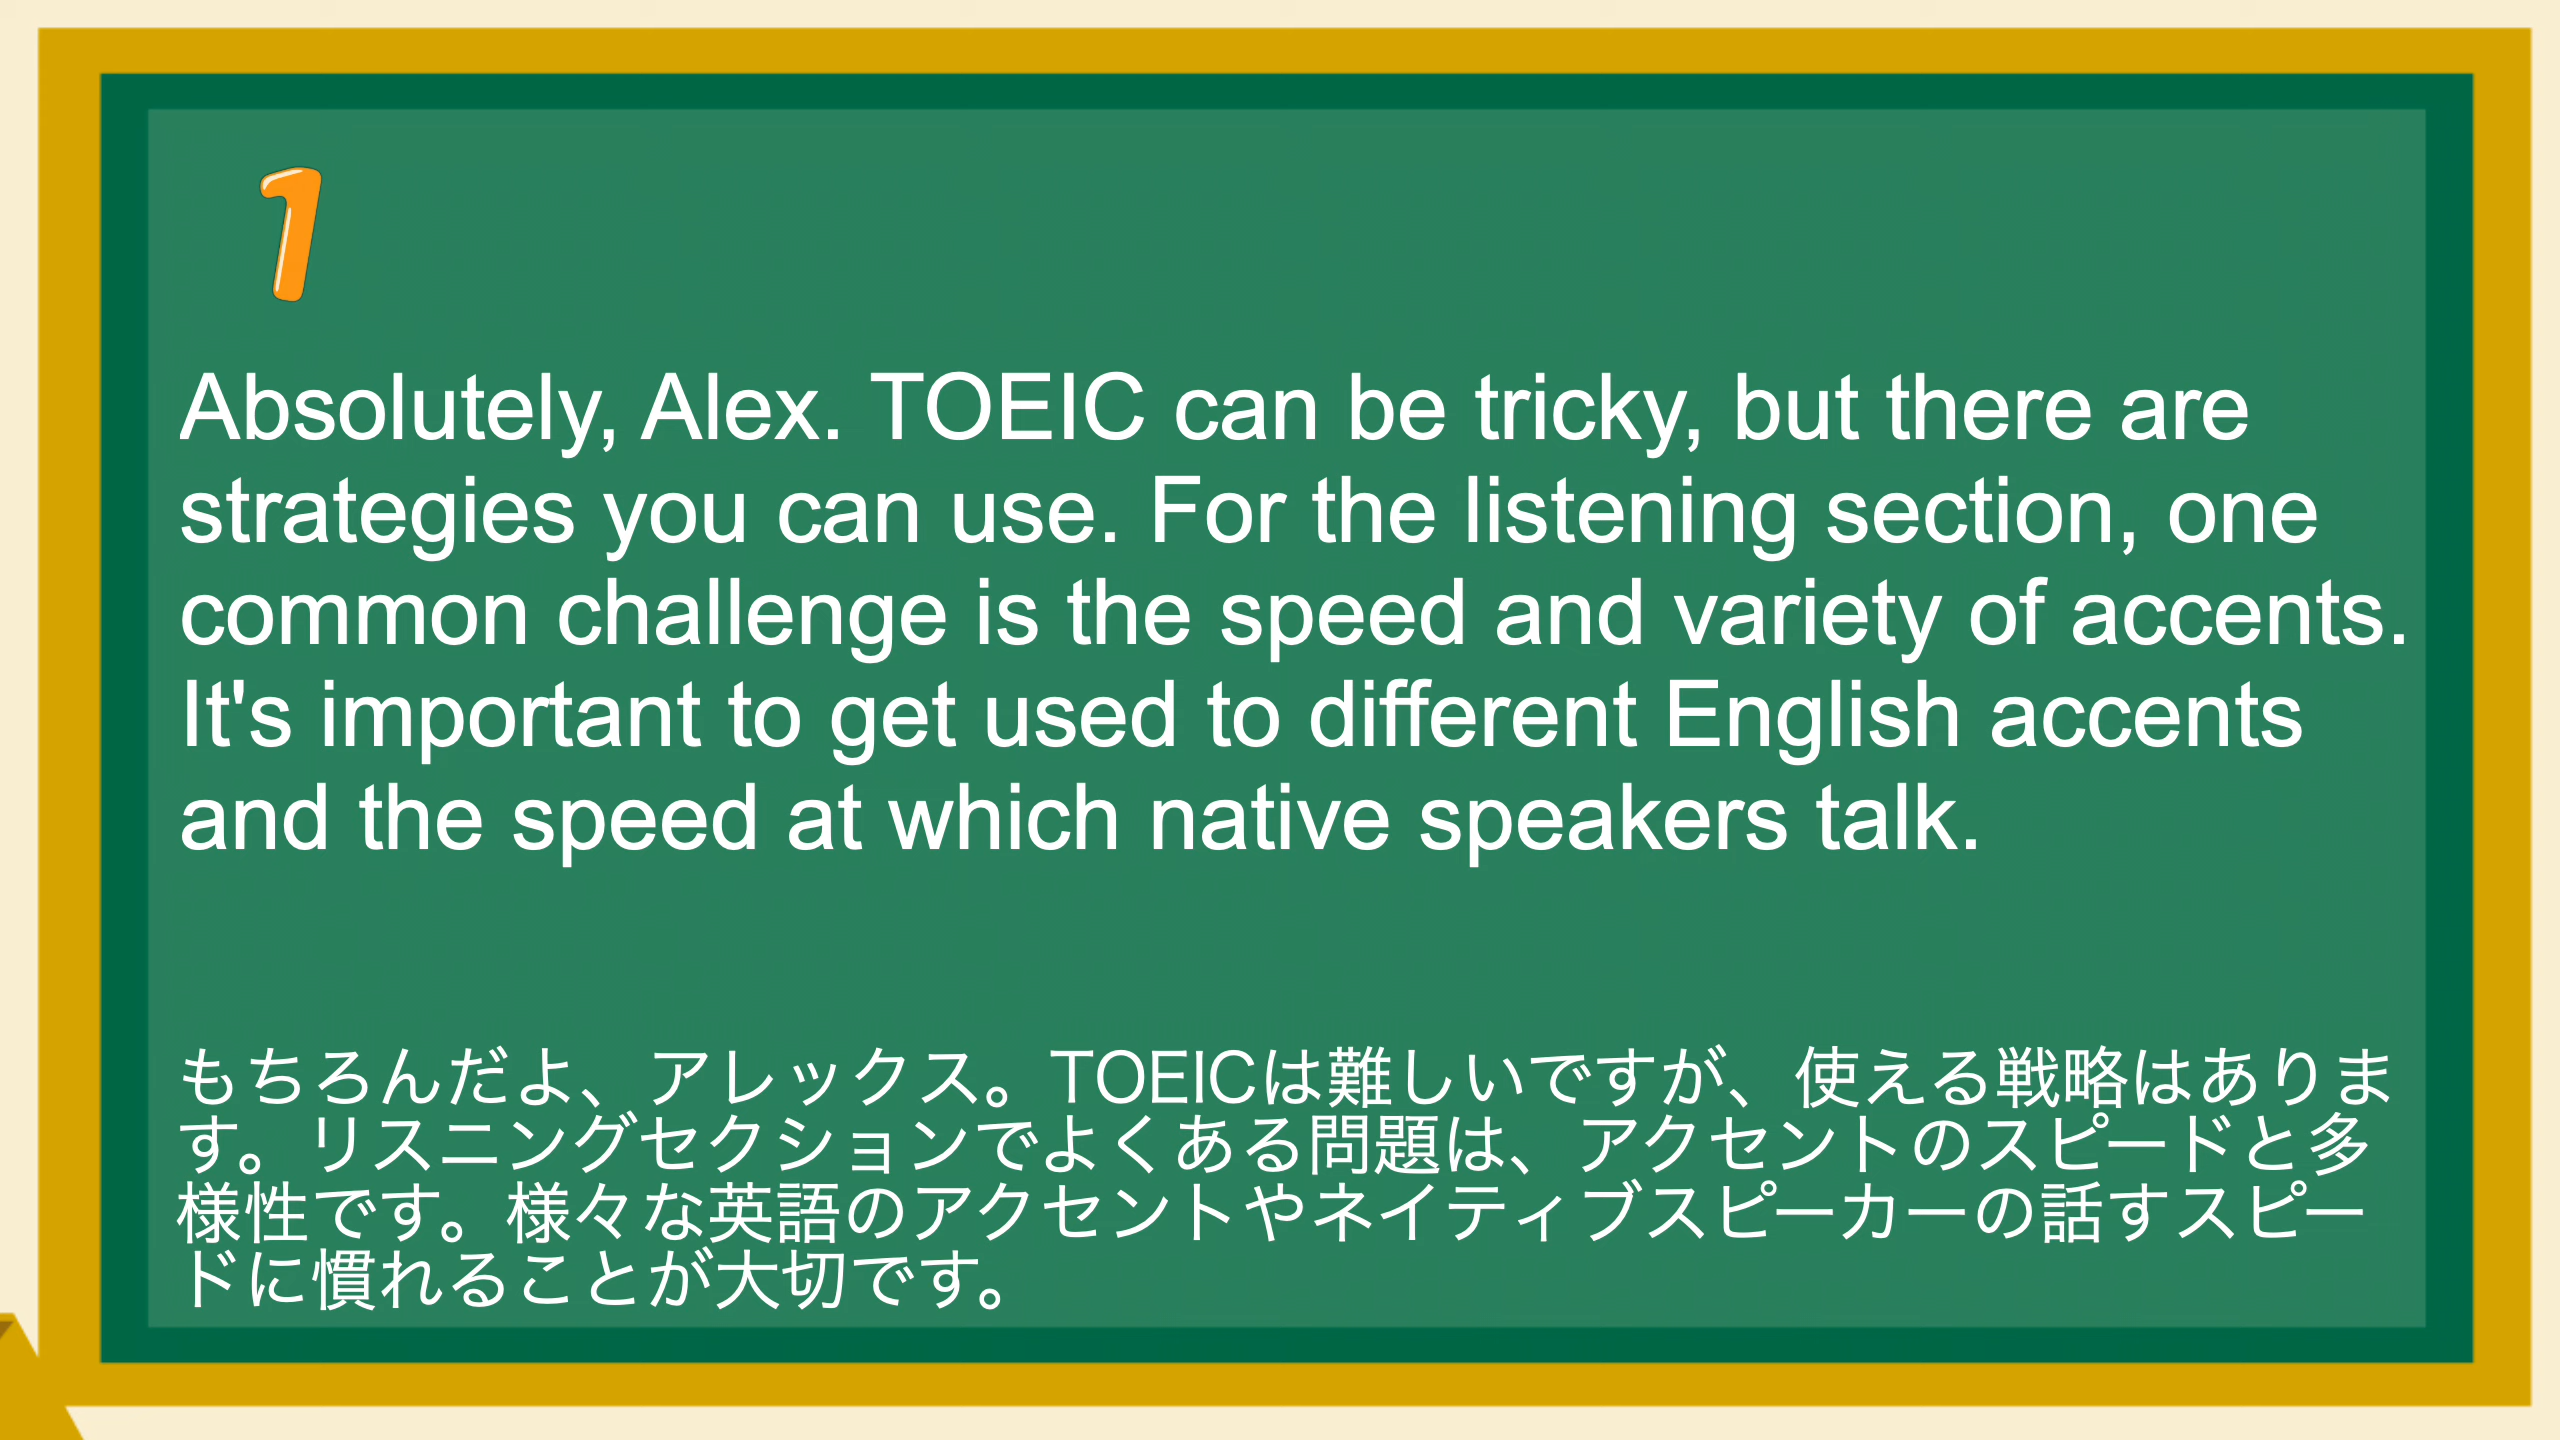 1
Absolutely, Alex. TOEIC can be tricky, but there are
strategies you can use. For the listening section, one
common challenge is the speed and variety of accents.
It's important to get used to different English accents
and the speed at which native speakers talk.
もちろんだよ、アレックス。TOEICは難しいですが、使える戦略はありま
す。リスニングセクションでよくある問題は、アクセントのスピードと多
様性です。様々な英語のアクセントやネイティブスピーカーの話すスピー
ドに慣れることが大切です。